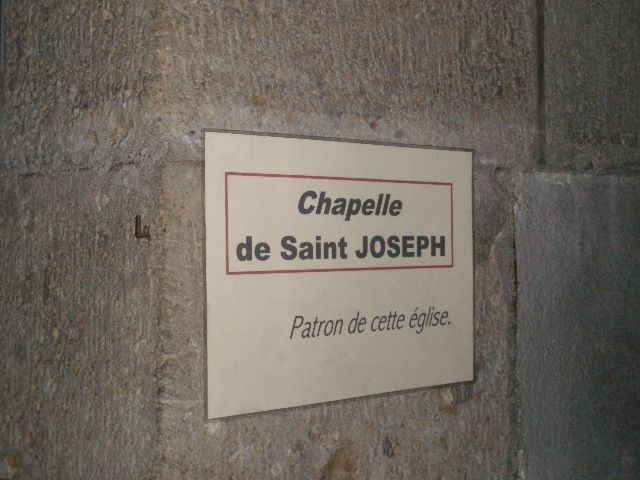 Chapelle
de Saint JOSEPH
Patron de cette église.